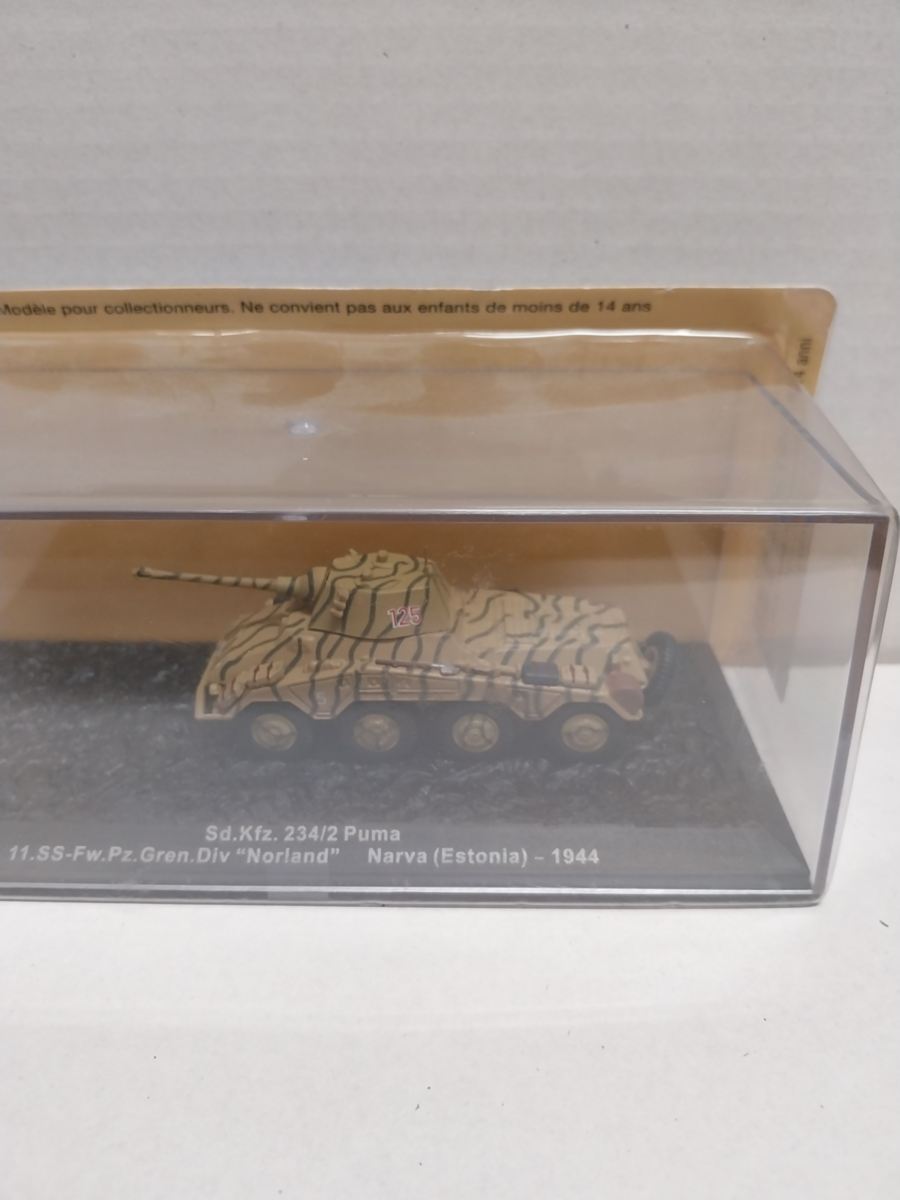 Modèle pour collectionneurs. Ne convient pas aux enfants de moins de 14 ans
anni
125
Sd.Kfz. 234/2 Puma
11.SS-Fw.Pz.Gren.Div "Norland" Narva (Estonia) - 1944